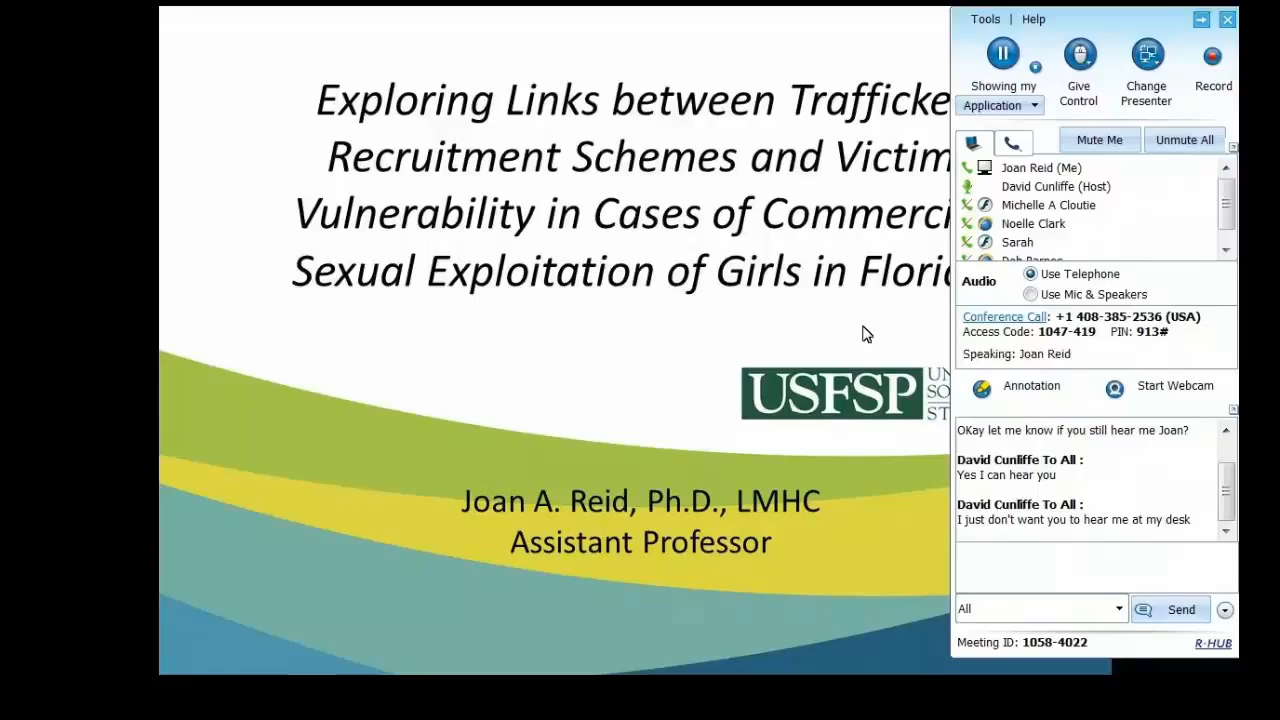 Exploring Links between Trafficke
Recruitment Schemes and Victim
Vulnerability in Cases of Commerci
Sexual Exploitation of Girls in Florid
USFSP
UN
SO
ST
Joan A. Reid, Ph.D., LMHC
Assistant Professor
Tools | Help
Showing my
Application
Give
Control
Change
Presenter
Record
Mute Me
Unmute All
Joan Reid (Me)
David Cunliffe (Host)
Michelle A Cloutie
Noelle Clark
Sarah
Audio
Use Telephone
Use Mic & Speakers
Conference Call: +1 408-385-2536 (USA)
Access Code: 1047-419 PIN: 913#
Speaking: Joan Reid
Annotation
Start Webcam
OKay let me know if you still hear me Joan?
David Cunliffe To All :
Yes I can hear you
David Cunliffe To All :
I just don't want you to hear me at my desk
All
Send
Meeting ID: 1058-4022
R-HUB